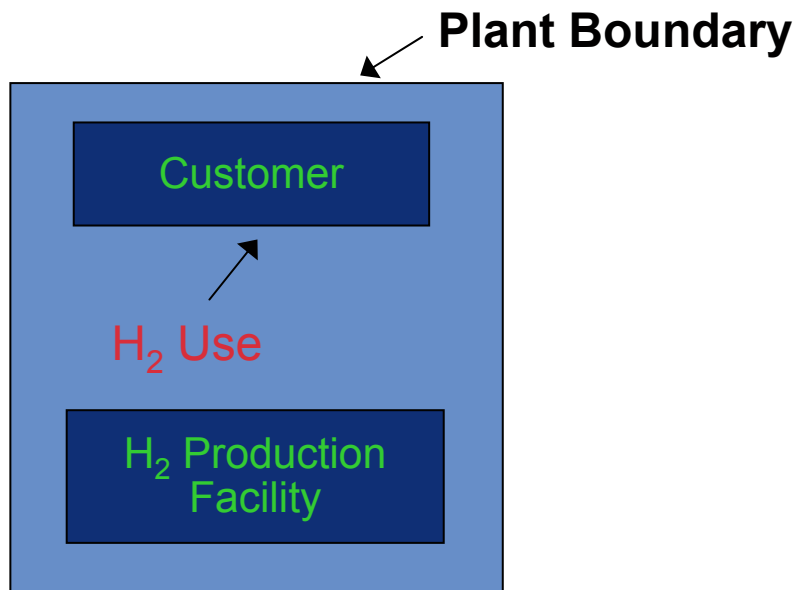 Plant Boundary
Customer
H₂ Use
H₂ Production
Facility